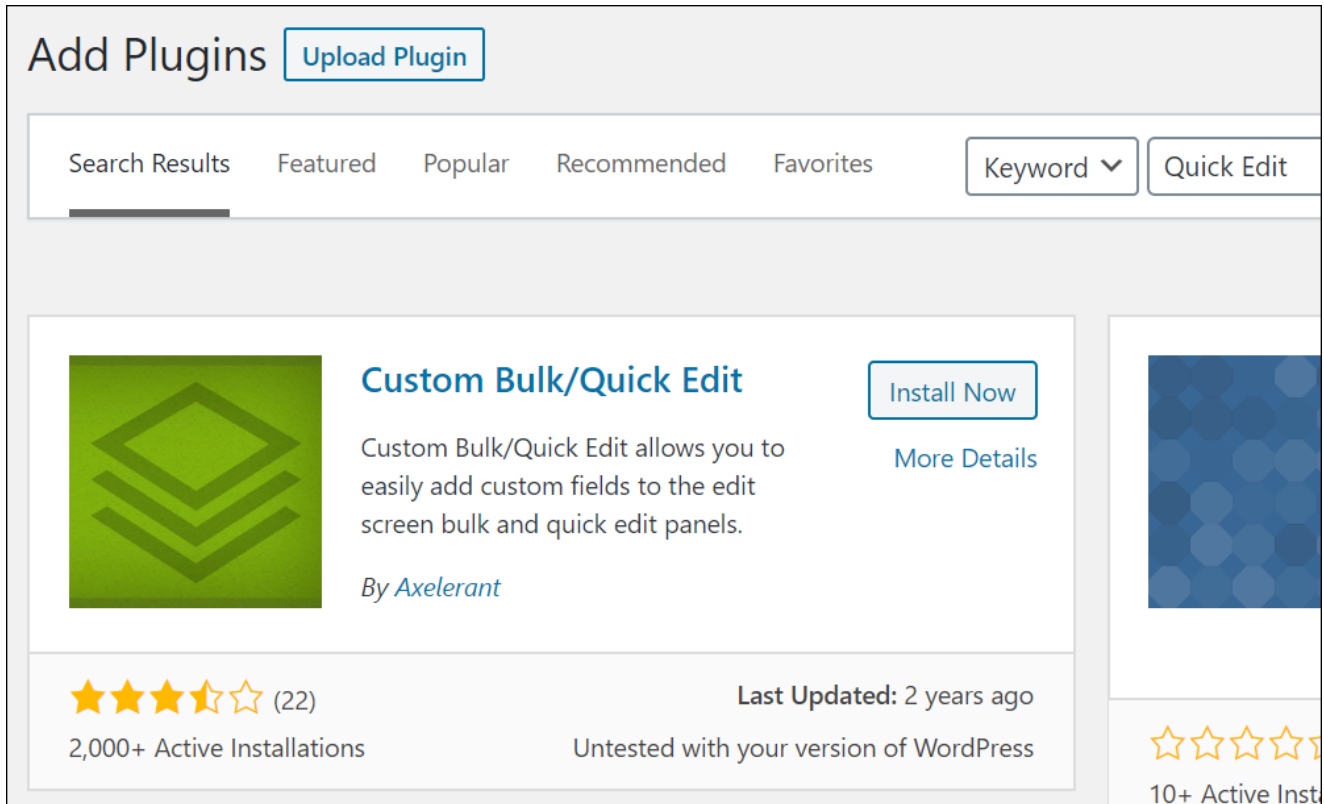 Add Plugins Upload Plugin
Search Results Featured Popular Recommended Favorites Keyword Quick Edit
Custom Bulk/Quick Edit
Install Now
Custom Bulk/Quick Edit allows you to
easily add custom fields to the edit
screen bulk and quick edit panels.
More Details
By Axelerant
(22)
Last Updated: 2 years ago
2,000+ Active Installations
Untested with your version of WordPress
10+ Active